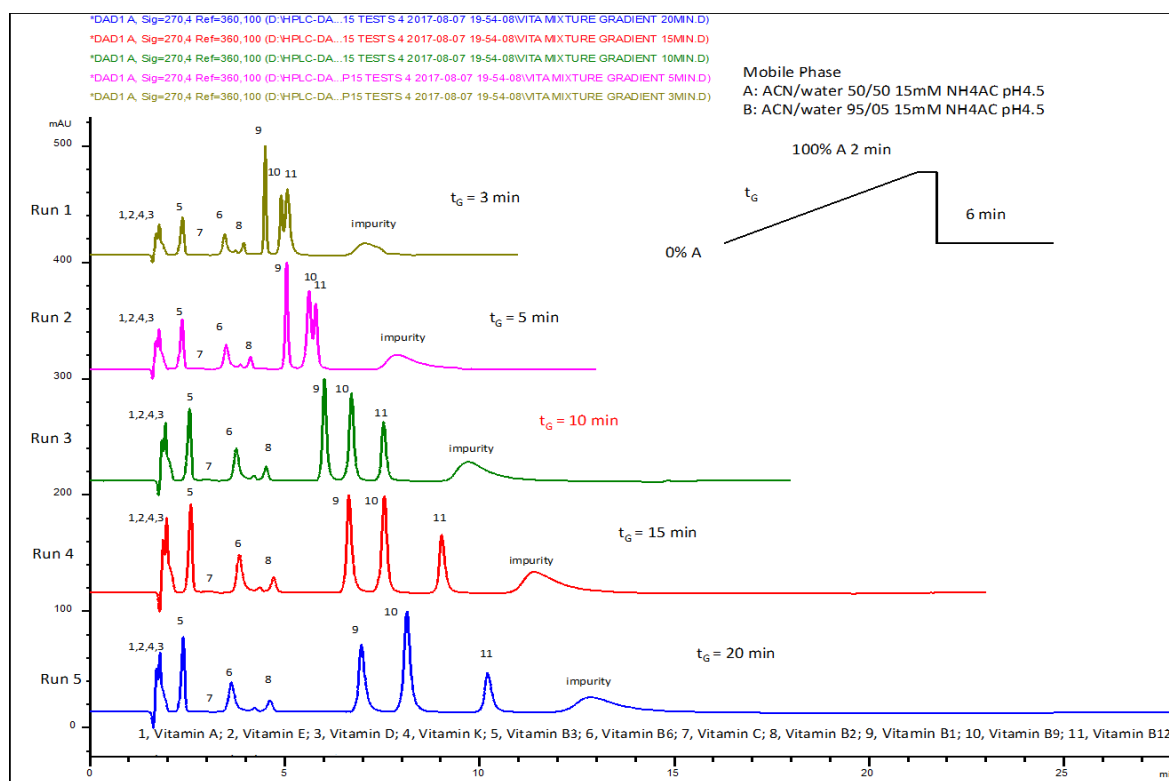 *DAD1 A, Sig=270,4 Ref=360,100 (D:\HPLC-DA...15 TESTS 4 2017-08-07 19-54-08\VITA MIXTURE GRADIENT 20MIN.D)
*DAD1 A, Sig=270,4 Ref=360,100 (D:\HPLC-DA...15 TESTS 4 2017-08-07 19-54-08\VITA MIXTURE GRADIENT 15MIN.D)
*DAD1 A, Sig=270,4 Ref=360,100 (D:\HPLC-DA...15 TESTS 4 2017-08-07 19-54-08\VITA MIXTURE GRADIENT 10MIN.D)
*DAD1 A, Sig=270,4 Ref=360,100 (D:\HPLC-DA...P15 TESTS 4 2017-08-07 19-54-08\VITA MIXTURE GRADIENT 5MIN.D)
*DAD1 A, Sig=270,4 Ref=360,100 (D:\HPLC-DA...P15 TESTS 4 2017-08-07 19-54-08\VITA MIXTURE GRADIENT 3MIN.D)
Mobile Phase
A: ACN/water 50/50 15mM NH4AC pH4.5
B: ACN/water 95/05 15mM NH4AC pH4.5
100% A 2 min
tG
6 min
0% A
mAU
500
Run 1
1,2,4,3
5
7
6
8
9
10
11
tG = 3 min
impurity
400
Run 2
1,2,4,3
5
7
6
8
9
10
11
tG = 5 min
impurity
300
Run 3
1,2,4,3
5
7
6
8
9
10
11
tG = 10 min
impurity
200
Run 4
1,2,4,3
5
7
6
8
9
10
11
tG = 15 min
impurity
100
Run 5
1,2,4,3
5
7
6
8
9
10
11
tG = 20 min
impurity
0
1, Vitamin A; 2, Vitamin E; 3, Vitamin D; 4, Vitamin K; 5, Vitamin B3; 6, Vitamin B6; 7, Vitamin C; 8, Vitamin B2; 9, Vitamin B1; 10, Vitamin B9; 11, Vitamin B12
0 5 10 15 20 25